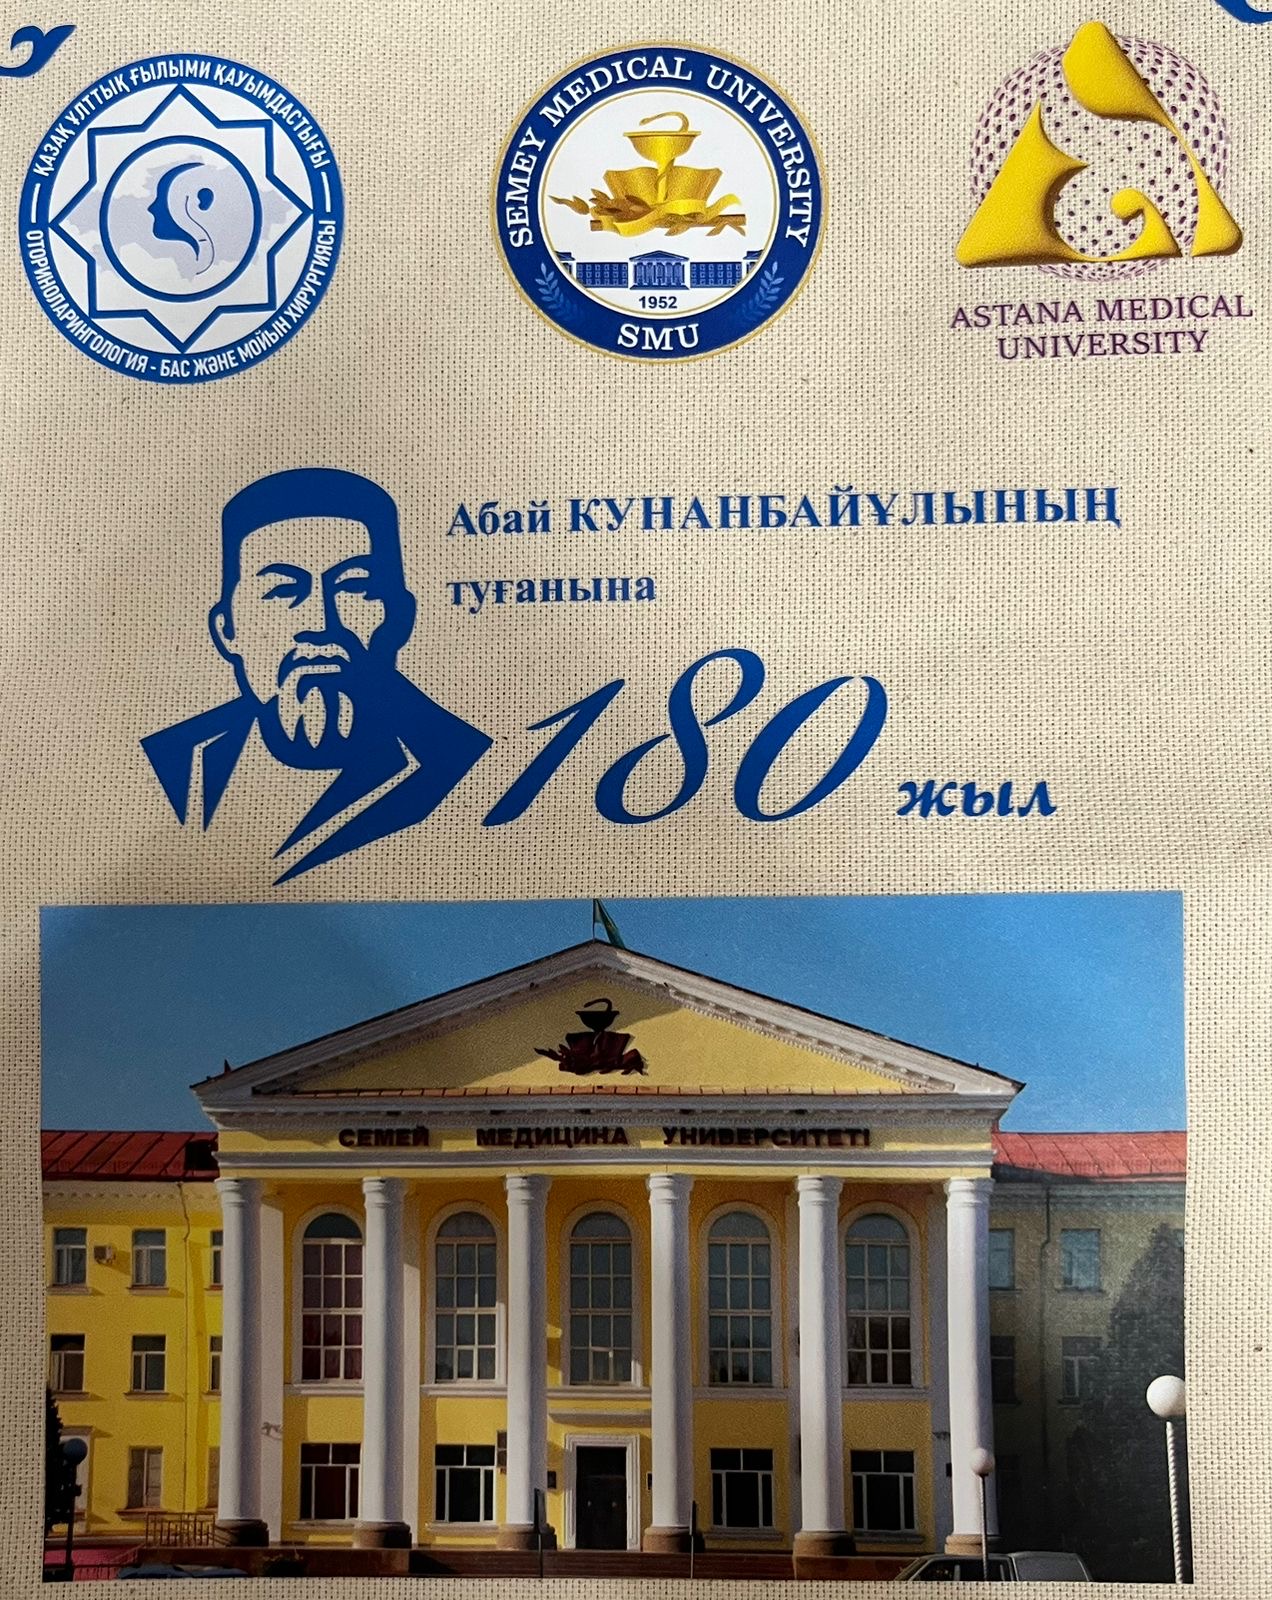 ҚАЗАҚ ҰЛТТЫҚ ҒЫЛЫМИ ҚАУЫМДАСТЫҒЫ
ОТОРИНОЛАРИНГОЛОГИЯ - БАС ЖӘНЕ МОЙЫН ХИРУРГИЯСЫ
SEMEY MEDICAL UNIVERSITY
1952
SMU
ASTANA MEDICAL
UNIVERSITY
Абай КУНАНБАЙҰЛЫНЫҢ
туғанына
180 жыл
СЕМЕЙ МЕДИЦИНА УНИВЕРСИТЕТІ